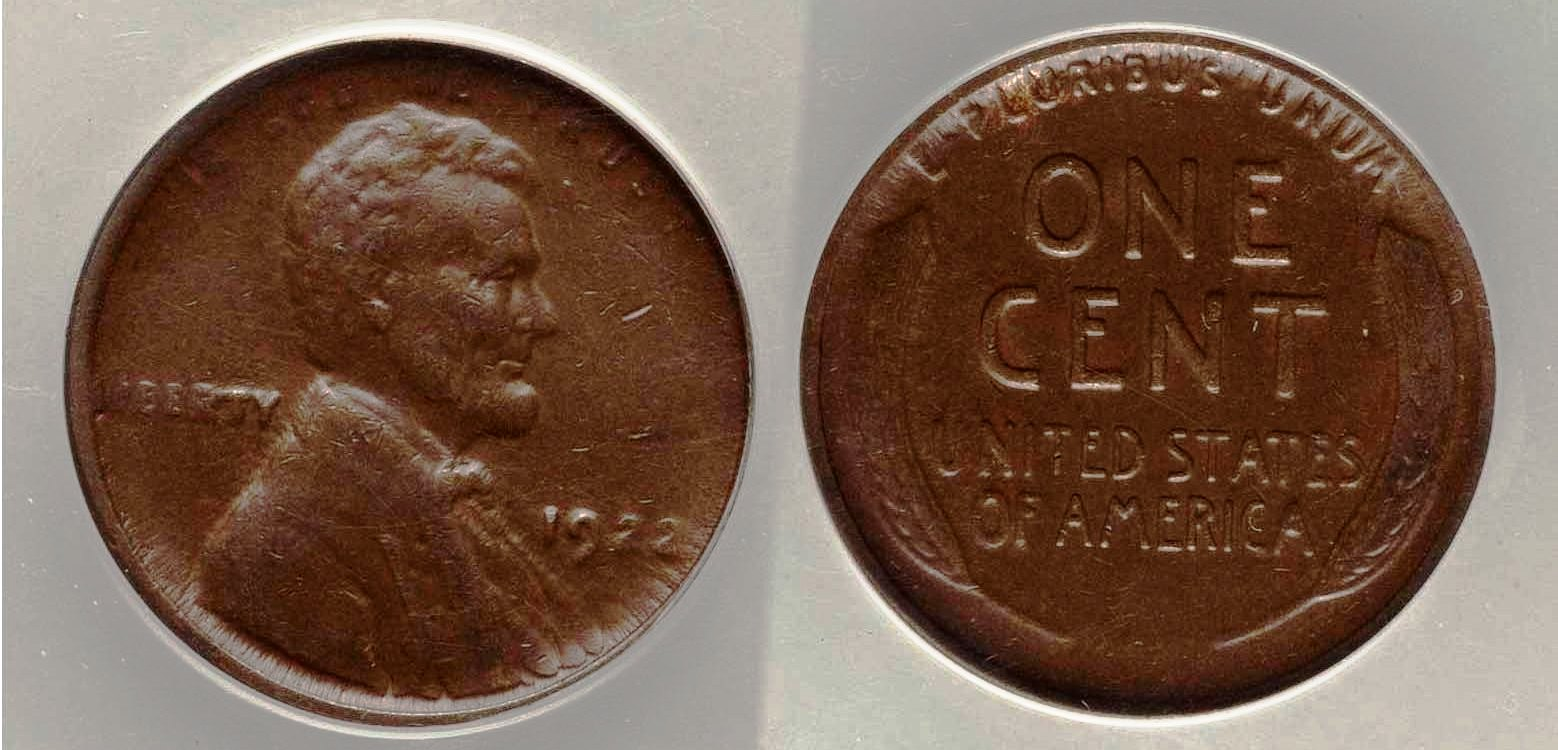 LIBERTY
1922
E PLURIBUS UNUM
ONE
CENT
UNITED STATES
OF AMERICA